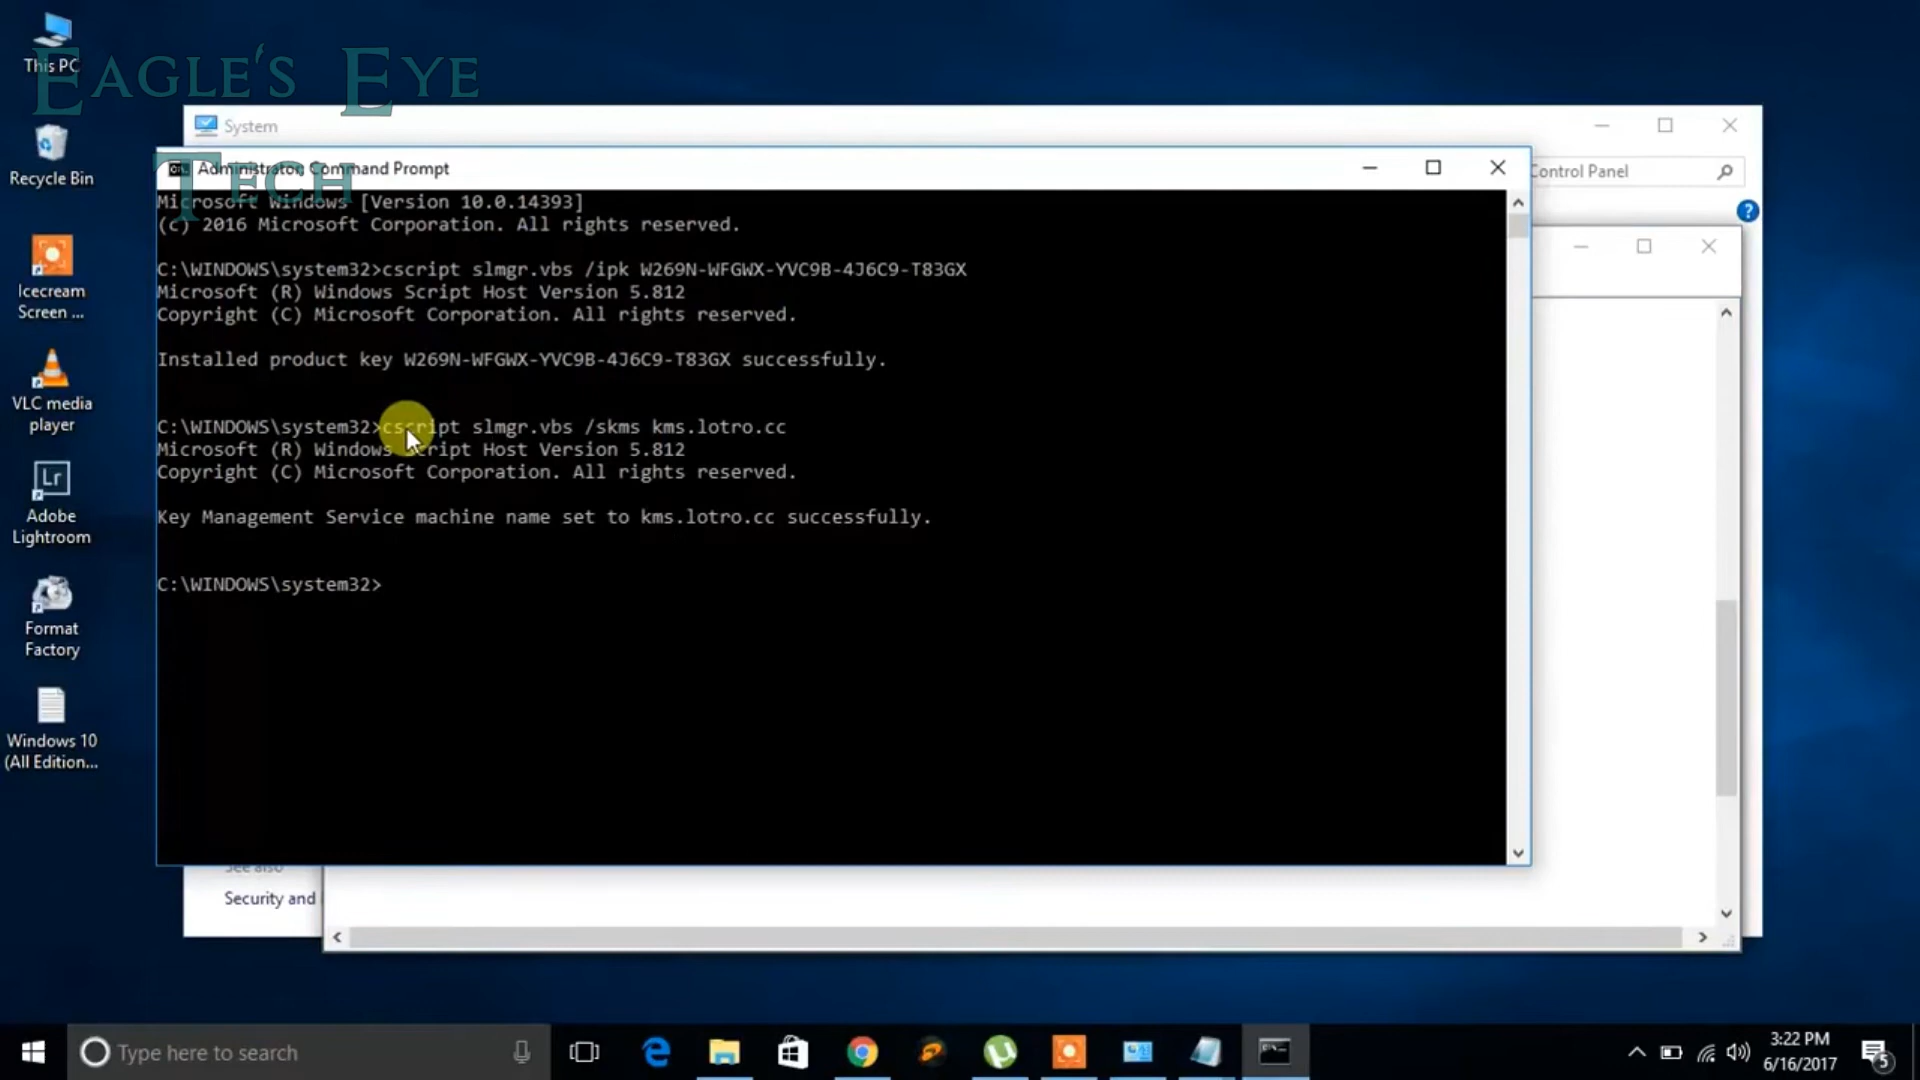 This PC
EAGLE'S EYE
TECH
Recycle Bin
Icecream
Screen ...
VLC media
player
Adobe
Lightroom
Format
Factory
Windows 10
(All Edition...
System
Control Panel
Administrator: Command Prompt
Microsoft Windows [Version 10.0.14393]
(c) 2016 Microsoft Corporation. All rights reserved.
C:\WINDOWS\system32>cscript slmgr.vbs /ipk W269N-WFGWX-YVC9B-4J6C9-T83GX
Microsoft (R) Windows Script Host Version 5.812
Copyright (C) Microsoft Corporation. All rights reserved.
Installed product key W269N-WFGWX-YVC9B-4J6C9-T83GX successfully.
C:\WINDOWS\system32>cscript slmgr.vbs /skms kms.lotro.cc
Microsoft (R) Windows Script Host Version 5.812
Copyright (C) Microsoft Corporation. All rights reserved.
Key Management Service machine name set to kms.lotro.cc successfully.
C:\WINDOWS\system32>
See also
Security and
Type here to search
3:22 PM
6/16/2017
5